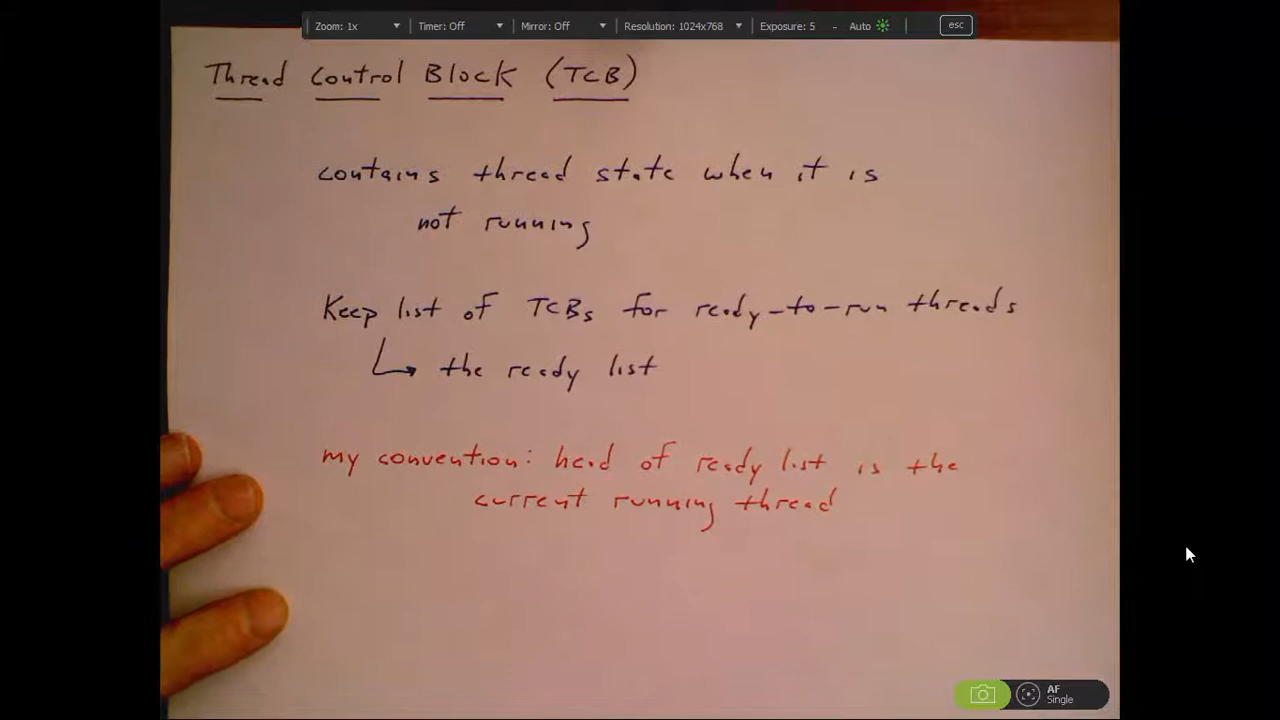 Zoom: 1x Timer: Off Mirror: Off Resolution: 1024x768 Exposure: 5 - Auto esc
Thread Control Block (TCB)
contains thread state when it is
not running
Keep list of TCBs for ready-to-run threads
↳ the ready list
my convention: head of ready list is the
current running thread
AF
Single